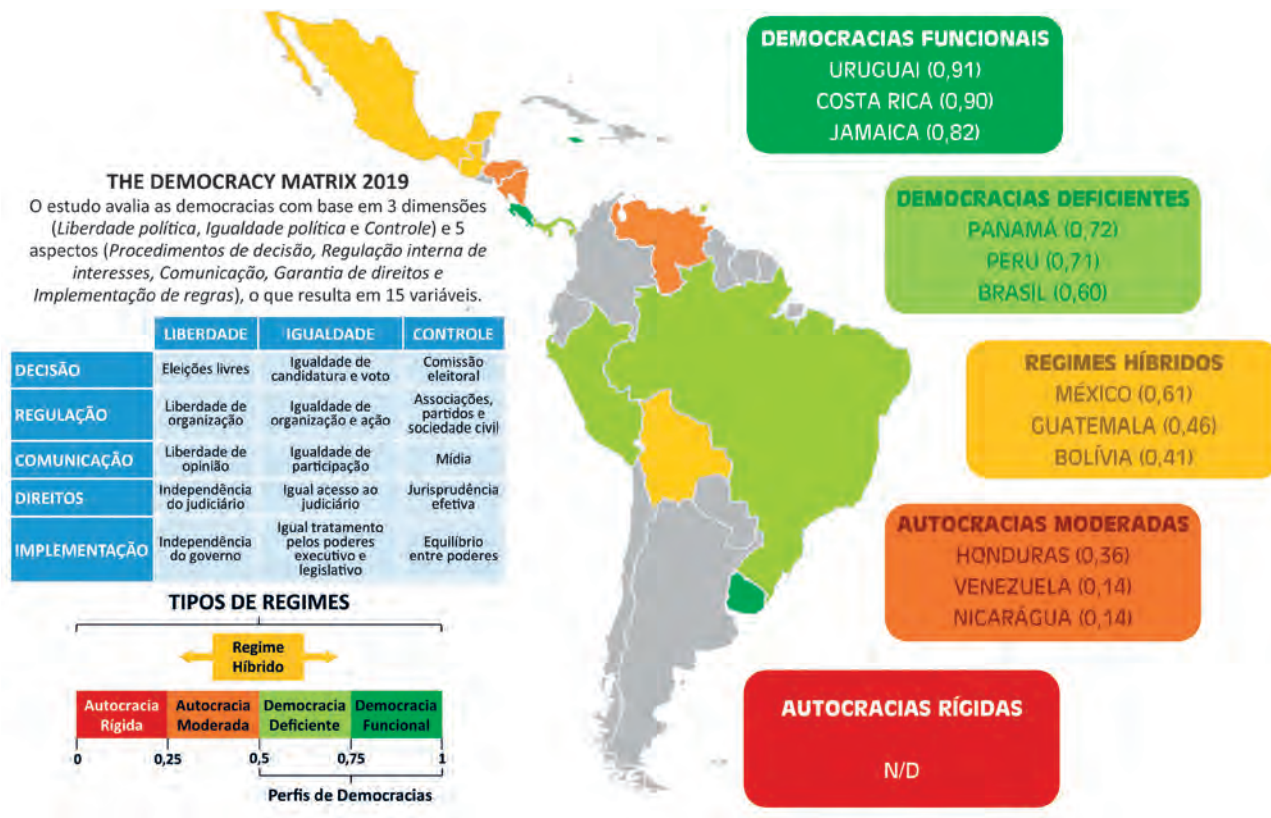 THE DEMOCRACY MATRIX 2019
O estudo avalia as democracias com base em 3 dimensões
(Liberdade política, Igualdade política e Controle) e 5
aspectos (Procedimentos de decisão, Regulação interna de
interesses, Comunicação, Garantia de direitos e
Implementação de regras), o que resulta em 15 variáveis.
LIBERDADE IGUALDADE CONTROLE
DECISÃO Eleições livres Igualdade de candidatura e voto Comissão eleitoral
REGULAÇÃO Liberdade de organização Igualdade de organização e ação Associações, partidos e sociedade civil
COMUNICAÇÃO Liberdade de opinião Igualdade de participação Mídia
DIREITOS Independência do judiciário Igual acesso ao judiciário Jurisprudência efetiva
IMPLEMENTAÇÃO Independência do governo Igual tratamento pelos poderes executivo e legislativo Equilíbrio entre poderes
TIPOS DE REGIMES
Regime
Híbrido
Autocracia Rígida
Autocracia Moderada
Democracia Deficiente
Democracia Funcional
0 0,25 0,5 0,75 1
Perfis de Democracias
DEMOCRACIAS FUNCIONAIS
URUGUAI (0,91)
COSTA RICA (0,90)
JAMAICA (0,82)
DEMOCRACIAS DEFICIENTES
PANAMÁ (0,72)
PERU (0,71)
BRASIL (0,60)
REGIMES HÍBRIDOS
MÉXICO (0,61)
GUATEMALA (0,46)
BOLÍVIA (0,41)
AUTOCRACIAS MODERADAS
HONDURAS (0,36)
VENEZUELA (0,14)
NICARÁGUA (0,14)
AUTOCRACIAS RÍGIDAS
N/D